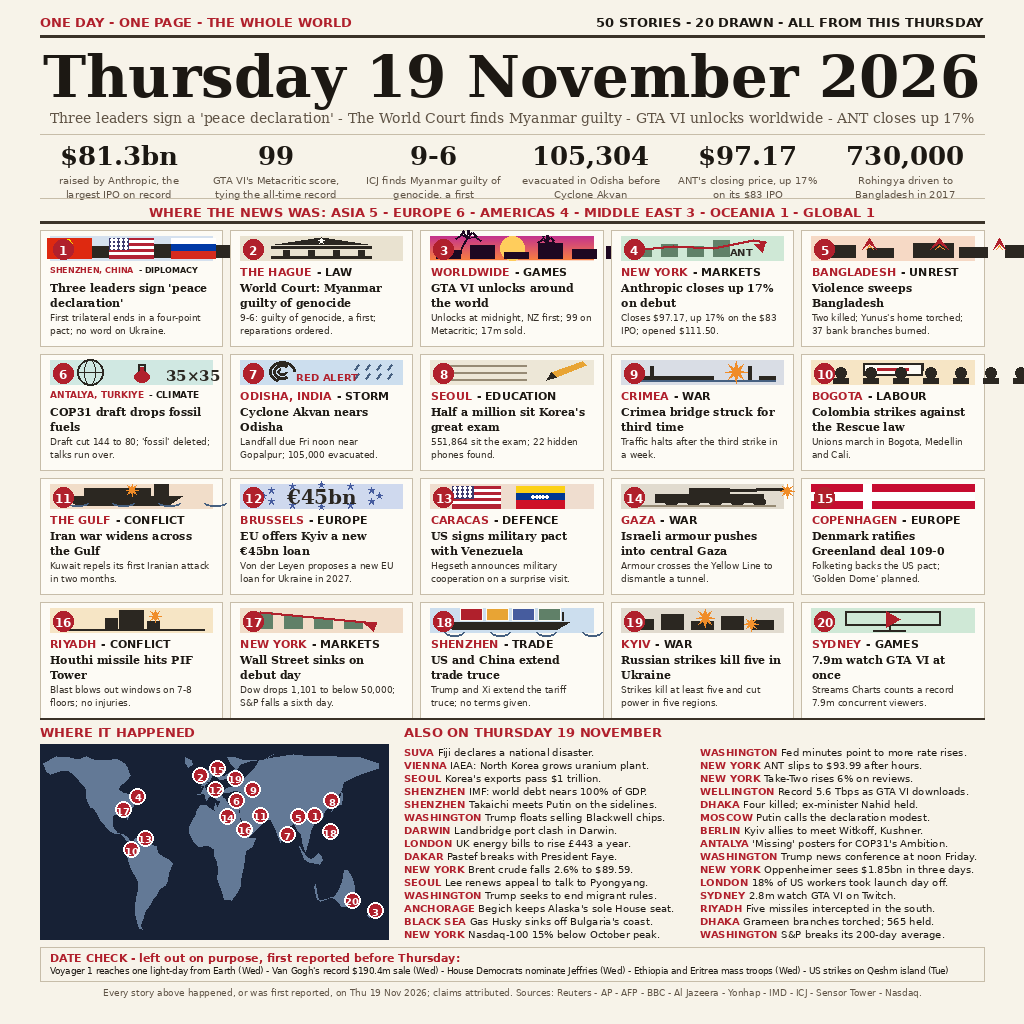 ONE DAY - ONE PAGE - THE WHOLE WORLD
50 STORIES - 20 DRAWN - ALL FROM THIS THURSDAY
Thursday 19 November 2026
Three leaders sign a 'peace declaration' - The World Court finds Myanmar guilty - GTA VI unlocks worldwide - ANT closes up 17%
$81.3bn
raised by Anthropic, the
largest IPO on record
99
GTA VI's Metacritic score,
tying the all-time record
9-6
ICJ finds Myanmar guilty of
genocide, a first
105,304
evacuated in Odisha before
Cyclone Akvan
$97.17
ANT's closing price, up 17%
on its $83 IPO
730,000
Rohingya driven to
Bangladesh in 2017
WHERE THE NEWS WAS: ASIA 5 - EUROPE 6 - AMERICAS 4 - MIDDLE EAST 3 - OCEANIA 1 - GLOBAL 1
1
SHENZHEN, CHINA - DIPLOMACY
Three leaders sign 'peace
declaration'
First trilateral ends in a four-point
pact; no word on Ukraine.
2
THE HAGUE - LAW
World Court: Myanmar
guilty of genocide
9-6: guilty of genocide, a first;
reparations ordered.
3
WORLDWIDE - GAMES
GTA VI unlocks around
the world
Unlocks at midnight, NZ first; 99 on
Metacritic; 17m sold.
4
ANT
NEW YORK - MARKETS
Anthropic closes up 17%
on debut
Closes $97.17, up 17% on the $83
IPO; opened $111.50.
5
BANGLADESH - UNREST
Violence sweeps
Bangladesh
Two killed; Yunus's home torched;
37 bank branches burned.
6
35×35
ANTALYA, TURKIYE - CLIMATE
COP31 draft drops fossil
fuels
Draft cut 144 to 80; 'fossil' deleted;
talks run over.
7
RED ALERT
ODISHA, INDIA - STORM
Cyclone Akvan nears
Odisha
Landfall due Fri noon near
Gopalpur; 105,000 evacuated.
8
SEOUL - EDUCATION
Half a million sit Korea's
great exam
551,864 sit the exam; 22 hidden
phones found.
9
CRIMEA - WAR
Crimea bridge struck for
third time
Traffic halts after the third strike in
a week.
10
BOGOTA - LABOUR
Colombia strikes against
the Rescue law
Unions march in Bogota, Medellin
and Cali.
11
THE GULF - CONFLICT
Iran war widens across
the Gulf
Kuwait repels its first Iranian attack
in two months.
12
€45bn
BRUSSELS - EUROPE
EU offers Kyiv a new
€45bn loan
Von der Leyen proposes a new EU
loan for Ukraine in 2027.
13
CARACAS - DEFENCE
US signs military pact
with Venezuela
Hegseth announces military
cooperation on a surprise visit.
14
GAZA - WAR
Israeli armour pushes
into central Gaza
Armour crosses the Yellow Line to
dismantle a tunnel.
15
COPENHAGEN - EUROPE
Denmark ratifies
Greenland deal 109-0
Folketing backs the US pact;
'Golden Dome' planned.
16
RIYADH - CONFLICT
Houthi missile hits PIF
Tower
Blast blows out windows on 7-8
floors; no injuries.
17
NEW YORK - MARKETS
Wall Street sinks on
debut day
Dow drops 1,101 to below 50,000;
S&P falls a sixth day.
18
SHENZHEN - TRADE
US and China extend
trade truce
Trump and Xi extend the tariff
truce; no terms given.
19
KYIV - WAR
Russian strikes kill five in
Ukraine
Strikes kill at least five and cut
power in five regions.
20
SYDNEY - GAMES
7.9m watch GTA VI at
once
Streams Charts counts a record
7.9m concurrent viewers.
WHERE IT HAPPENED
2
15
19
12
9
6
4
17
14
11
16
5
1
8
7
18
13
10
20
3
ALSO ON THURSDAY 19 NOVEMBER
SUVA Fiji declares a national disaster.
VIENNA IAEA: North Korea grows uranium plant.
SEOUL Korea's exports pass $1 trillion.
SHENZHEN IMF: world debt nears 100% of GDP.
SHENZHEN Takaichi meets Putin on the sidelines.
WASHINGTON Trump floats selling Blackwell chips.
DARWIN Landbridge port clash in Darwin.
LONDON UK energy bills to rise £443 a year.
DAKAR Pastef breaks with President Faye.
NEW YORK Brent crude falls 2.6% to $89.59.
SEOUL Lee renews appeal to talk to Pyongyang.
WASHINGTON Trump seeks to end migrant rules.
ANCHORAGE Begich keeps Alaska's sole House seat.
BLACK SEA Gas Husky sinks off Bulgaria's coast.
NEW YORK Nasdaq-100 15% below October peak.
WASHINGTON Fed minutes point to more rate rises.
NEW YORK ANT slips to $93.99 after hours.
NEW YORK Take-Two rises 6% on reviews.
WELLINGTON Record 5.6 Tbps as GTA VI downloads.
DHAKA Four killed; ex-minister Nahid held.
MOSCOW Putin calls the declaration modest.
BERLIN Kyiv allies to meet Witkoff, Kushner.
ANTALYA 'Missing' posters for COP31's Ambition.
WASHINGTON Trump news conference at noon Friday.
NEW YORK Oppenheimer sees $1.85bn in three days.
LONDON 18% of US workers took launch day off.
SYDNEY 2.8m watch GTA VI on Twitch.
RIYADH Five missiles intercepted in the south.
DHAKA Grameen branches torched; 565 held.
WASHINGTON S&P breaks its 200-day average.
DATE CHECK - left out on purpose, first reported before Thursday:
Voyager 1 reaches one light-day from Earth (Wed) - Van Gogh's record $190.4m sale (Wed) - House Democrats nominate Jeffries (Wed) - Ethiopia and Eritrea mass troops (Wed) - US strikes on Qeshm island (Tue)
Every story above happened, or was first reported, on Thu 19 Nov 2026; claims attributed. Sources: Reuters - AP - AFP - BBC - Al Jazeera - Yonhap - IMD - ICJ - Sensor Tower - Nasdaq.